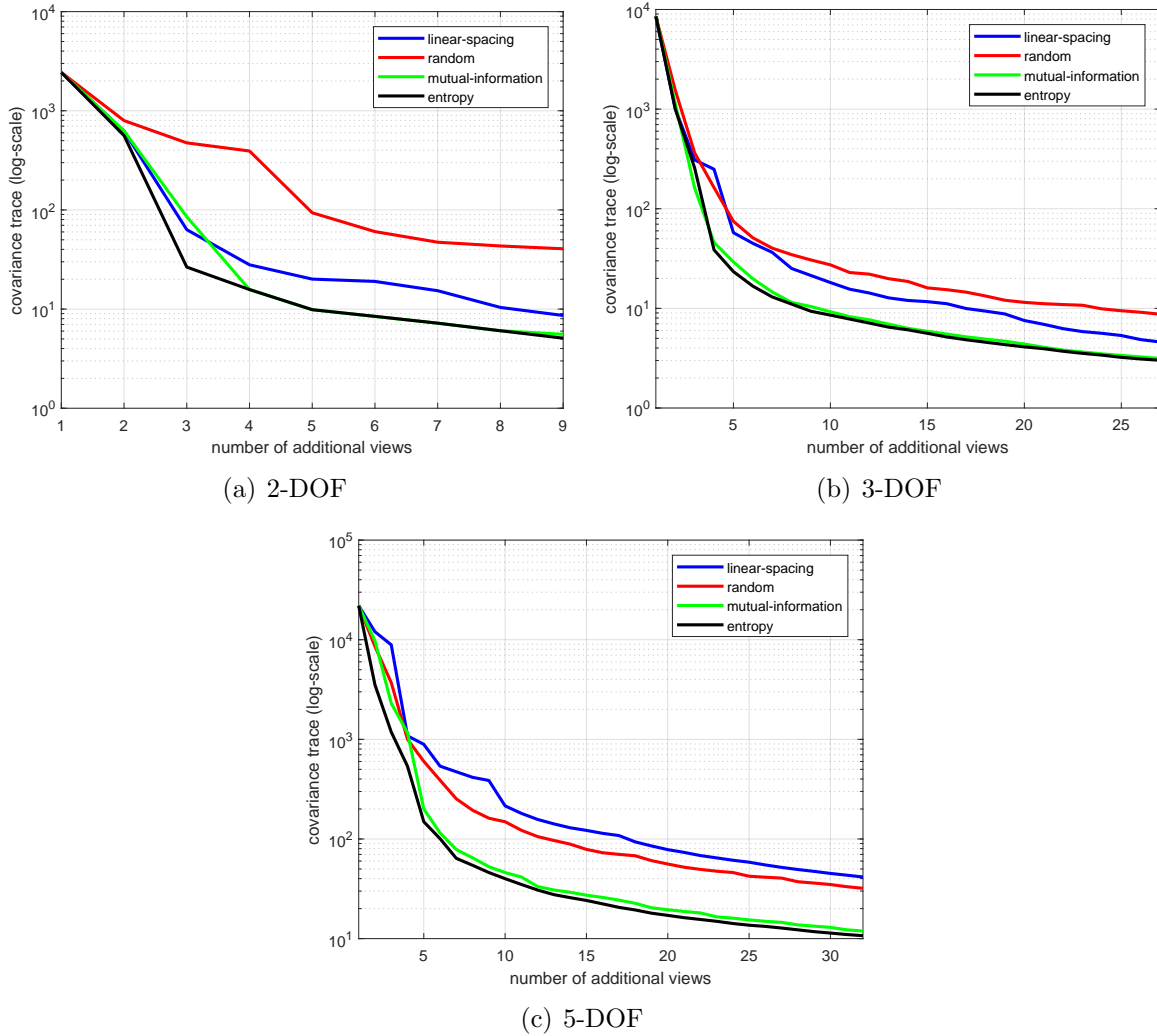 10^4
10^3
10^2
10^1
10^0
covariance trace (log-scale)
linear-spacing
random
mutual-information
entropy
1 2 3 4 5 6 7 8 9
number of additional views
(a) 2-DOF
10^4
10^3
10^2
10^1
10^0
covariance trace (log-scale)
linear-spacing
random
mutual-information
entropy
5 10 15 20 25
number of additional views
(b) 3-DOF
10^5
10^4
10^3
10^2
10^1
covariance trace (log-scale)
linear-spacing
random
mutual-information
entropy
5 10 15 20 25 30
number of additional views
(c) 5-DOF